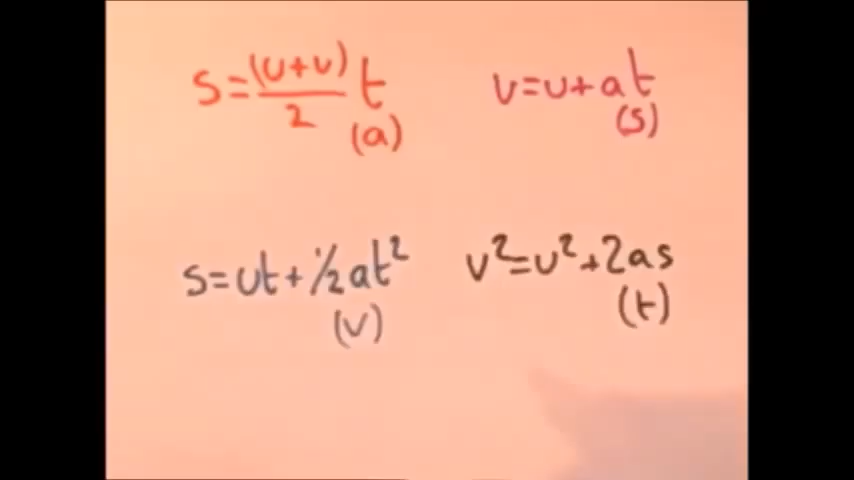 s=(u+v)/2 t
(a)
v=u+at
(s)
s=ut+½at²
(v)
v²=u²+2as
(t)